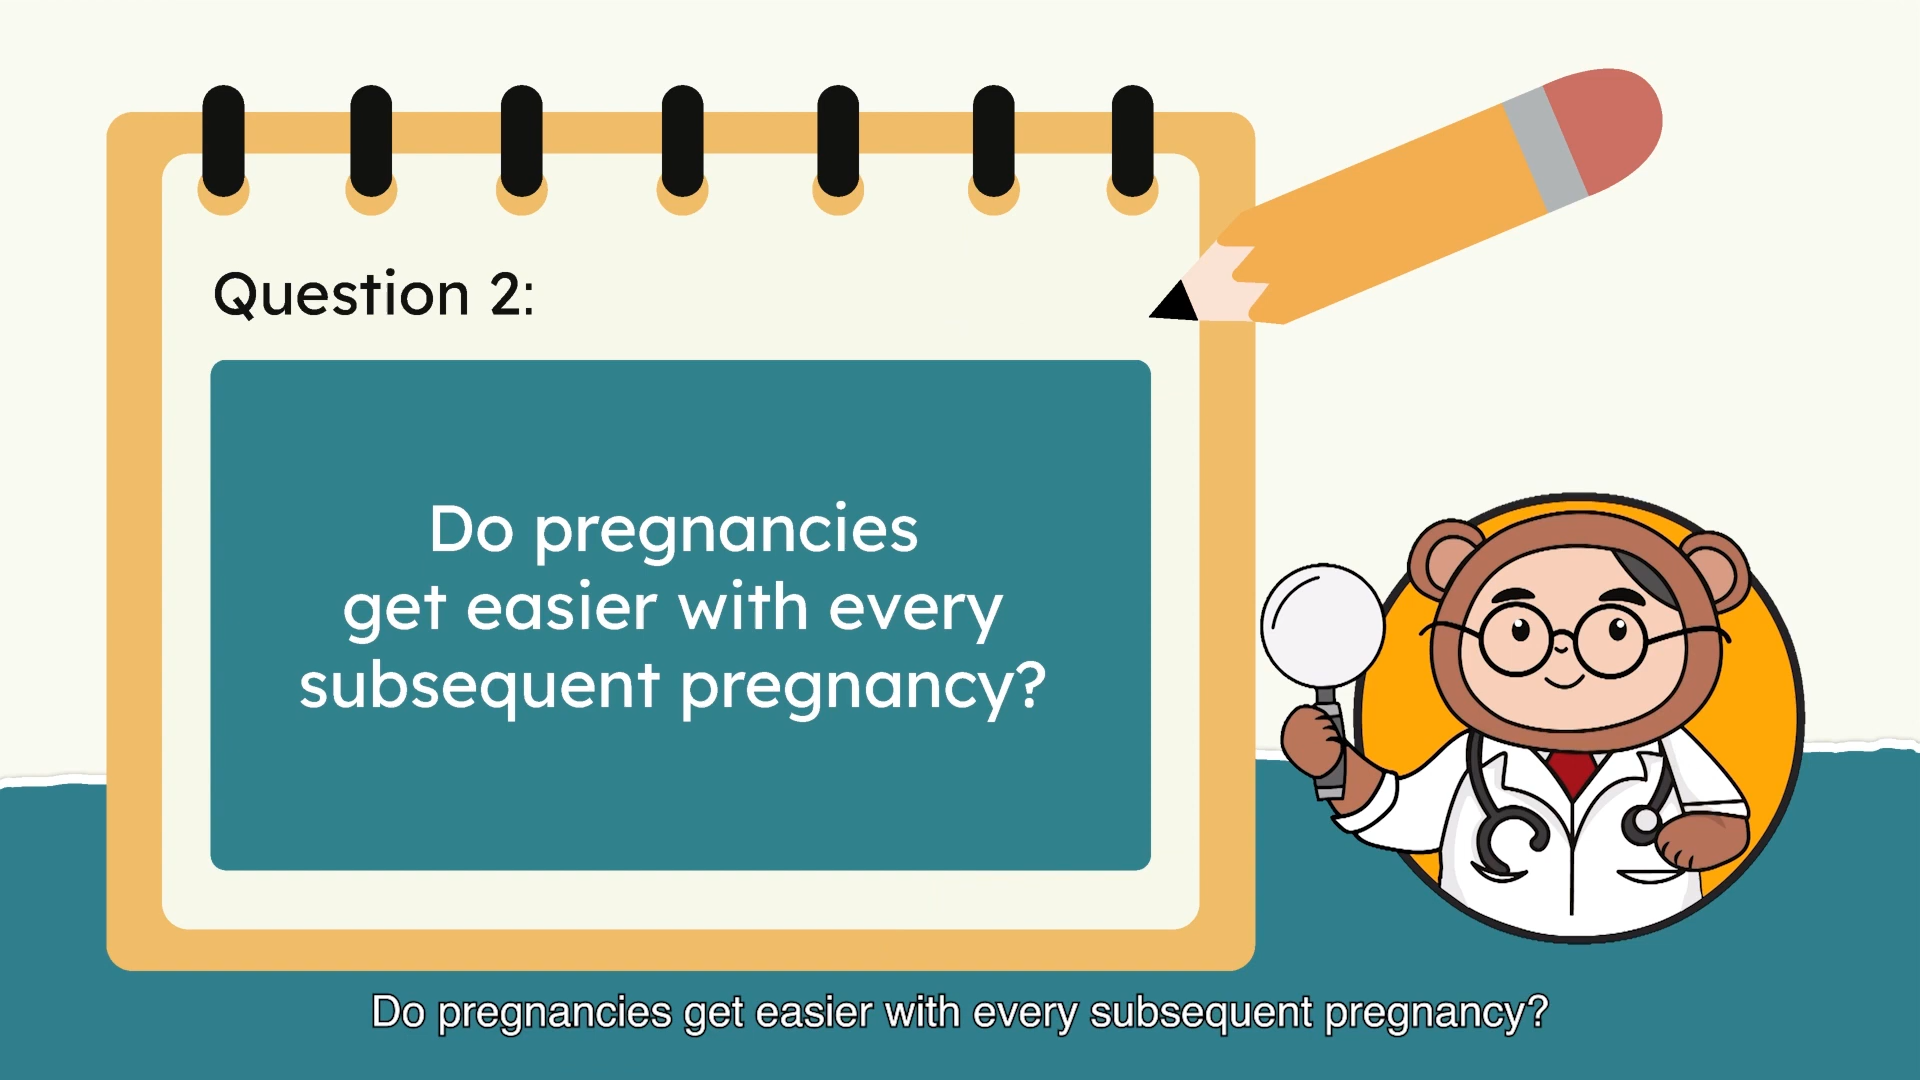 Question 2:
Do pregnancies
get easier with every
subsequent pregnancy?
Do pregnancies get easier with every subsequent pregnancy?